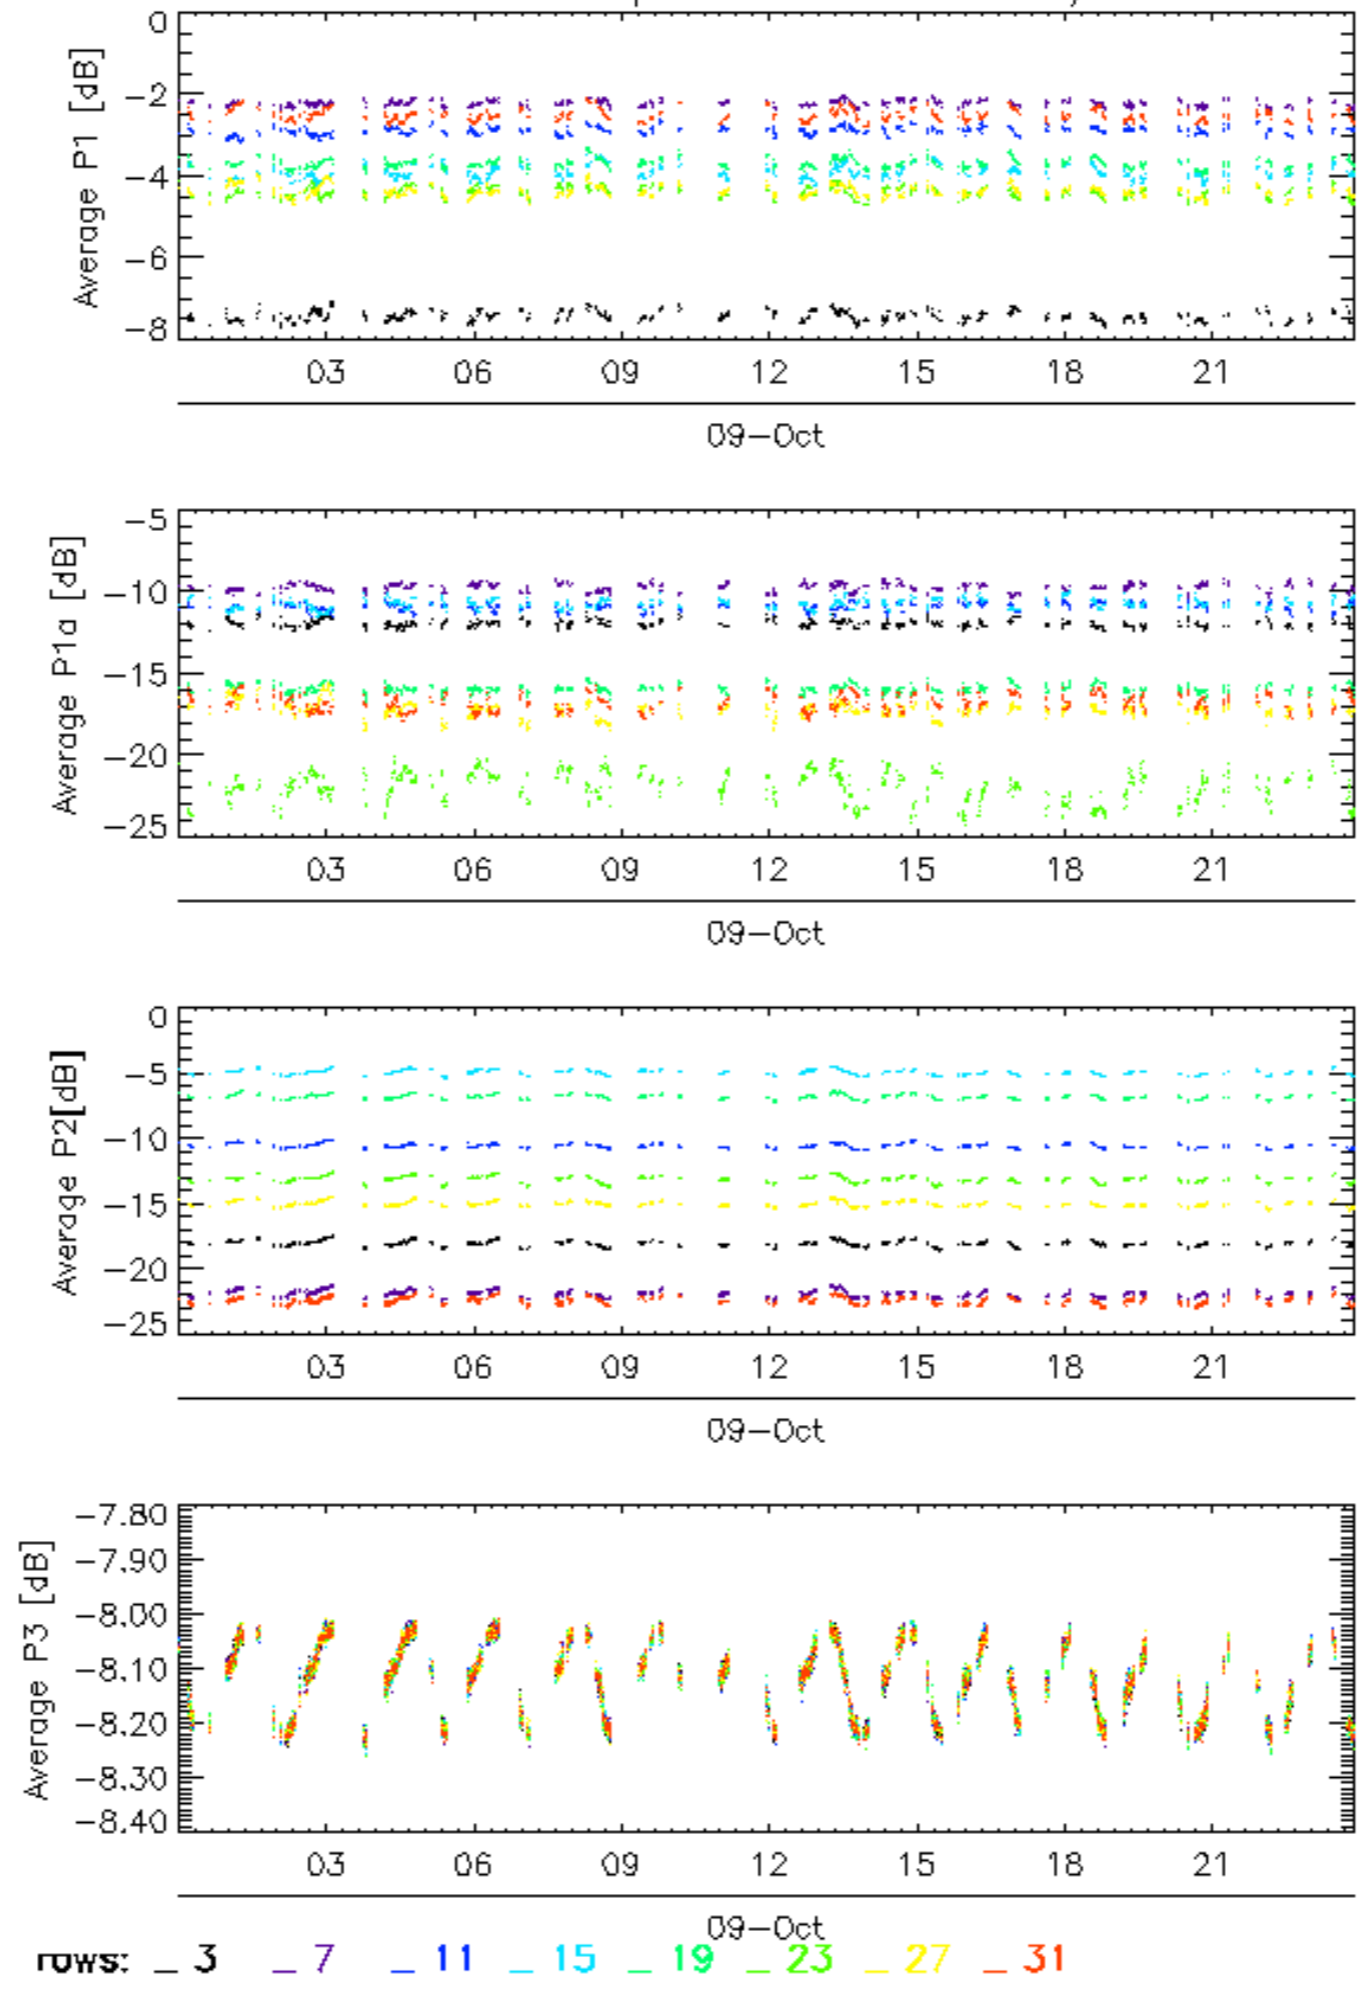 0
-2
-4
-6
-8
Average P1 [dB]
03 06 09 12 15 18 21
09-Oct
-5
-10
-15
-20
-25
Average P1a [dB]
03 06 09 12 15 18 21
09-Oct
0
-5
-10
-15
-20
-25
Average P2[dB]
03 06 09 12 15 18 21
09-Oct
-7.80
-7.90
-8.00
-8.10
-8.20
-8.30
-8.40
Average P3 [dB]
03 06 09 12 15 18 21
09-Oct
rows: _ 3 _ 7 _ 11 _ 15 _ 19 _ 23 _ 27 _ 31